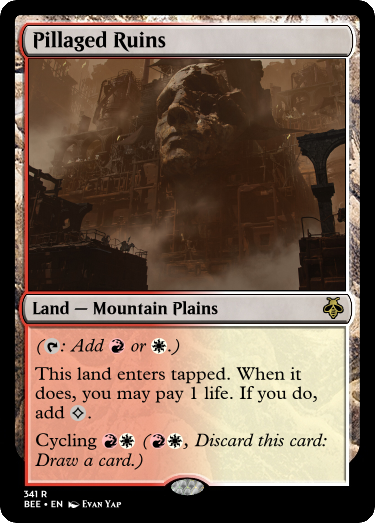 Pillaged Ruins
Land — Mountain Plains
(: Add or .)
This land enters tapped. When it
does, you may pay 1 life. If you do,
add .
Cycling (, Discard this card:
Draw a card.)
341 R
BEE • EN Evan Yap